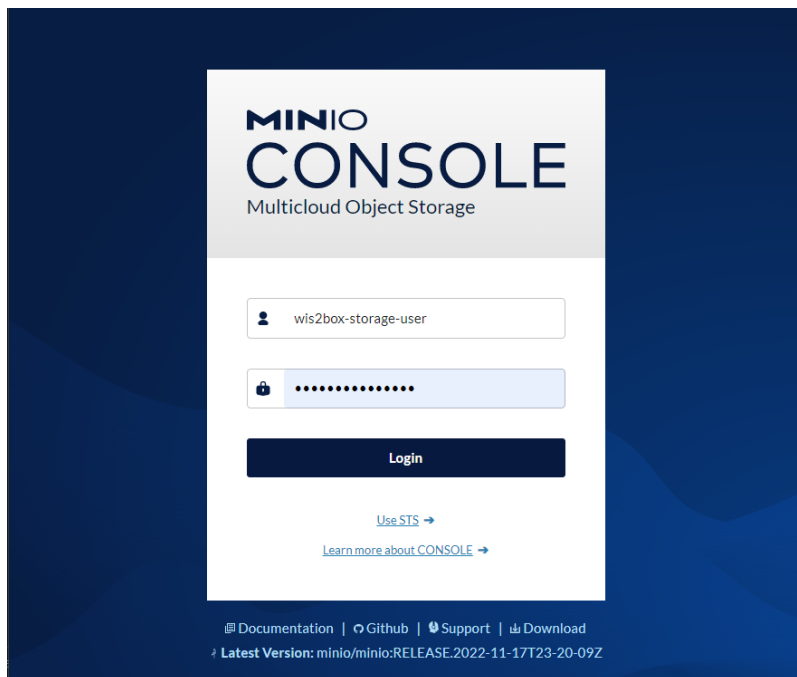 MINIO
CONSOLE
Multicloud Object Storage
wis2box-storage-user
•••••••••••••••
Login
Use STS ➔
Learn more about CONSOLE ➔
Documentation | Github | Support | Download
Latest Version: minio/minio:RELEASE.2022-11-17T23-20-09Z